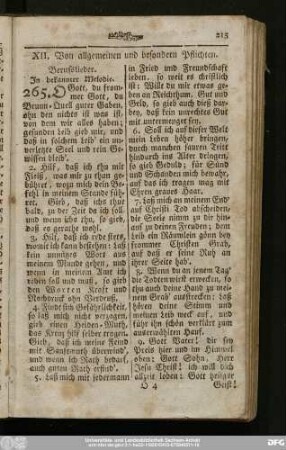 215
XII. Von allgemeinen und besondern Pflichten.
Berufslieder.
In bekannter Melodie.
265. O Gott, du from-
mer Gott, du
Brunn-Quell guter Gaben,
ohn den nichts ist was ist,
von dem wir alles haben;
gesunden Leib gieb mir, und
daß in solchem leib' ein un-
verletzte Seel und rein Ge-
wissen bleib'.
2. Hilf, daß ich thu mit
Fleiß, was mir zu thun ge-
bühret, wozu mich dein Be-
fehl in meinem Stande füh-
ret. Gieb, daß ichs thue
bald, zu der Zeit da ich soll,
und wenn ichs thu, so gieb,
daß es gerathe wohl.
3. Hilf, daß ich rede stets,
womit ich kann bestehen: laß
kein unnütes Wort aus
meinem Munde gehen, und
wenn in meinem Amt ich
reden soll und muß, so gieb
den Worten Kraft und
Nachdruck ohn Verdruß.
4. Find't sich Gefährlichkeit,
so laß mich nicht verzagen,
gieb einen Helden-Muth,
das Kreuz hilf selber tragen.
Gieb, daß ich meine Feind
mit Sanftmuth überwind',
und wenn ich Rath bedarf,
auch guten Rath erfind'.
5. Laß mich mit jedermann
in Fried und Freundschaft
leben, so weit es christlich
ist: Wilt du mir etwas ge-
ben an Reichthum, Gut und
Geld, so gieb auch dieß da-
bey, daß kein unrechtes Gut
mit untermenget sey.
6. Soll ich auf dieser Welt
mein Leben höher bringen,
durch manchen sauren Tritt
hindurch ins Alter dringen,
so gieb Geduld; für Sünd
und Schanden mich bewahr,
auf daß ich tragen mag mit
Ehren graues Haar.
7. Laß mich an meinem End'
auf Christi Tod abscheiden,
die Seele nimm zu dir hin-
auf zu deinen Freuden; dem
Leib ein Räumlein gönn bey
frommer Christen Grab,
auf daß er seine Ruh an
ihrer Seite hab'.
8. Wenn du an jenem Tag'
die Todten wirst erwecken, so
thu auch deine Hand zu mei-
nem Grab' ausstrecken: laß
hören deine Stimm und
meinen Leib weck auf, und
führ ihn schön verklärt zum
auserwählten Hauf.
9. Gott Vater! dir sey
Preis hier und im Himmel
oben: Gott Sohn, Herr
Jesu Christ! ich will dich
allzeit loben: Gott heilger
O 4 Geist!